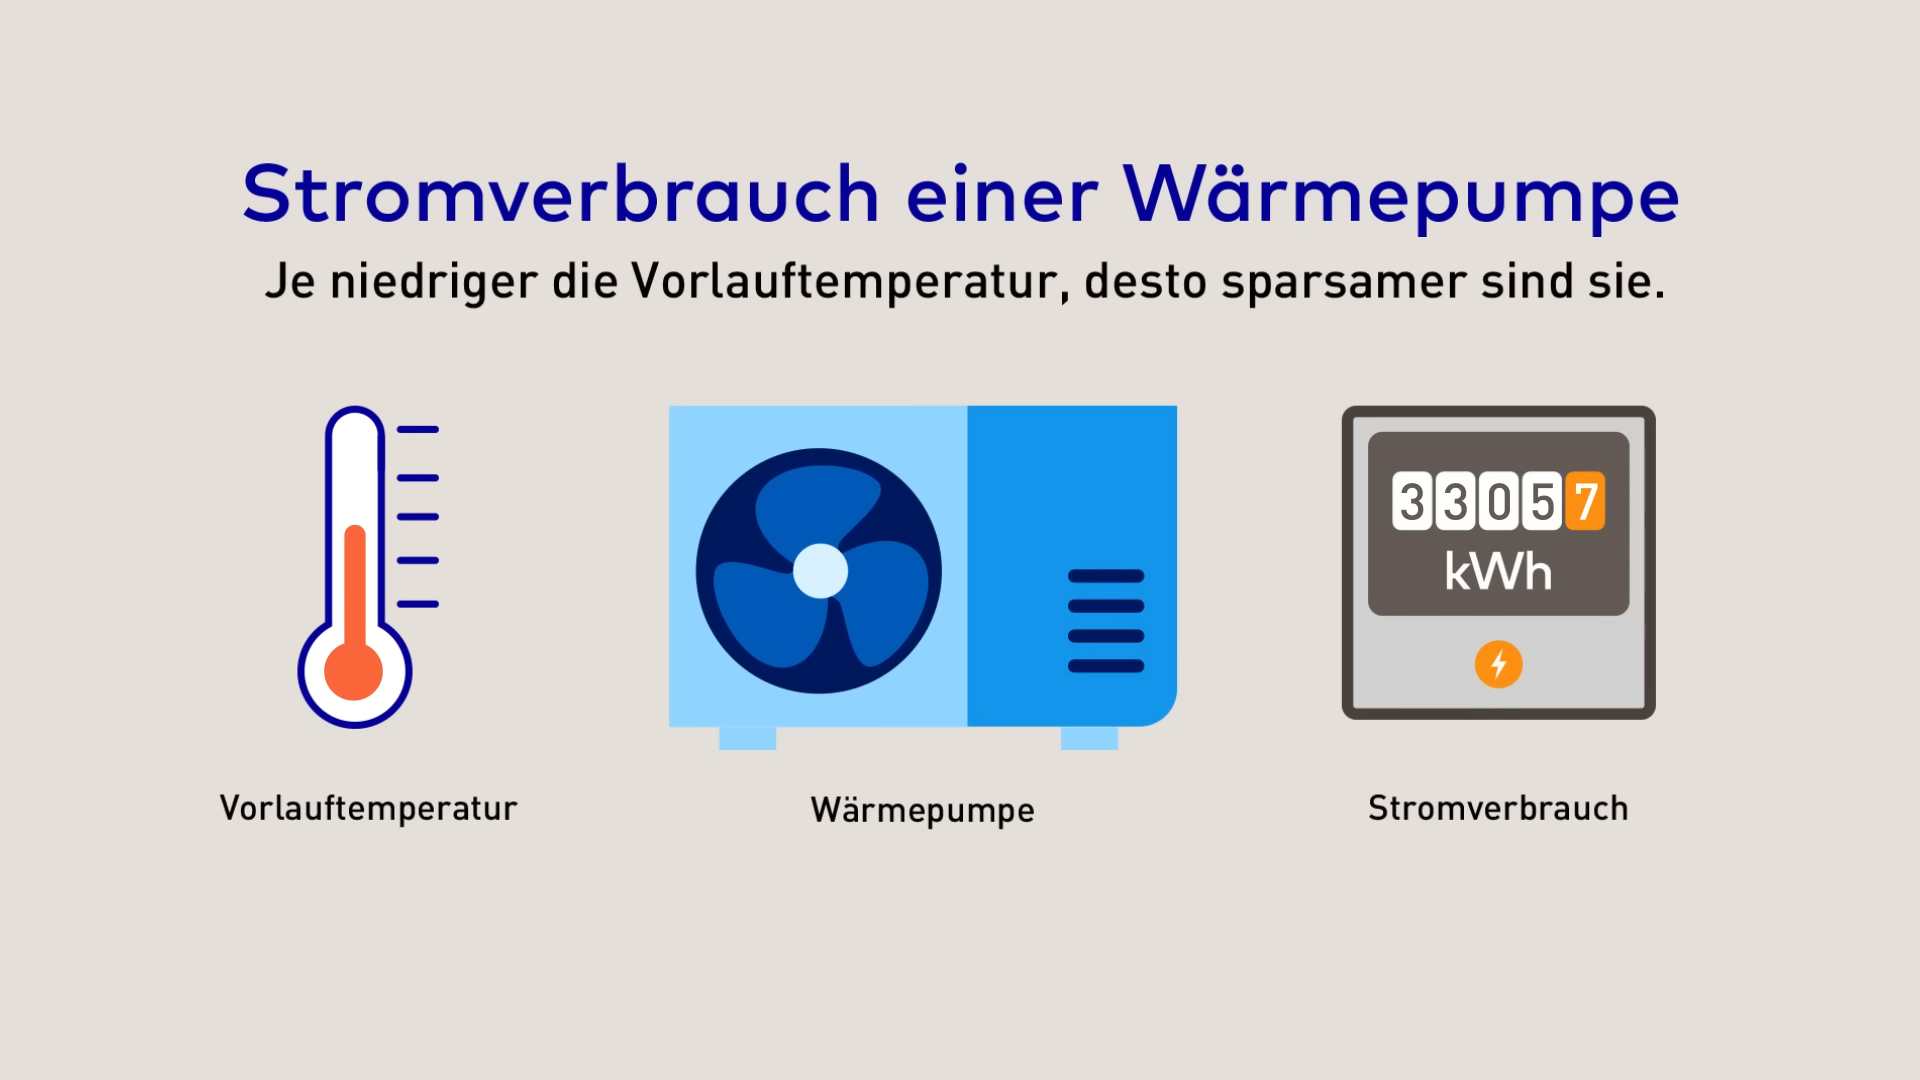 Stromverbrauch einer Wärmepumpe
Je niedriger die Vorlauftemperatur, desto sparsamer sind sie.
33057
kWh
Vorlauftemperatur
Wärmepumpe
Stromverbrauch